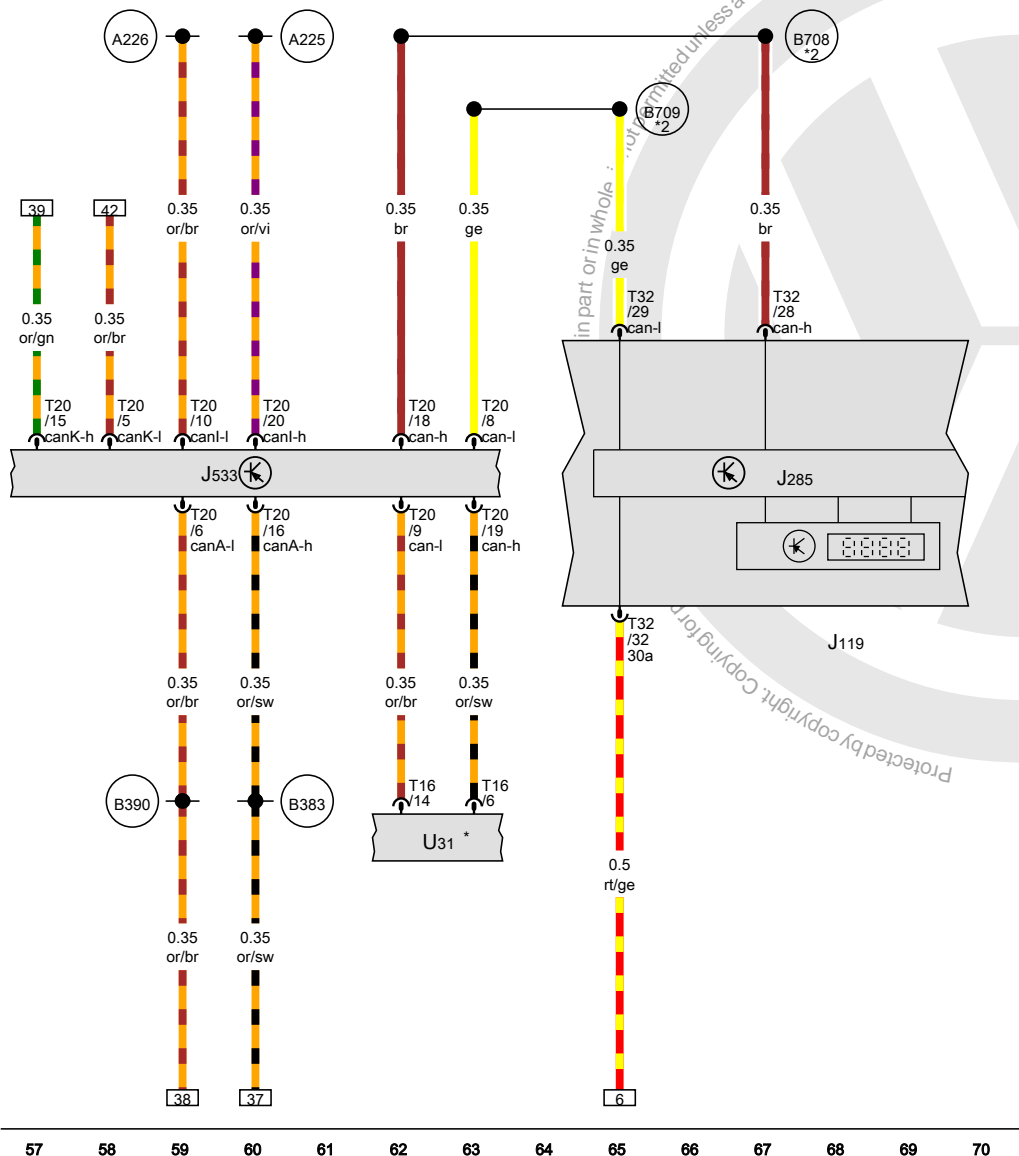 in part or in whole, is not permitted unless a
A226
A225
B708
*2
B709
*2
39
42
0.35
or/br
0.35
or/vi
0.35
br
0.35
ge
0.35
br
0.35
ge
0.35
or/gn
0.35
or/br
T32
/29
can-l
T32
/28
can-h
T20
/15
canK-h
T20
/5
canK-l
T20
/10
canI-l
T20
/20
canI-h
T20
/18
can-h
T20
/8
can-l
J533
J285
T20
/6
canA-l
T20
/16
canA-h
T20
/9
can-l
T20
/19
can-h
T32
/32
30a
J119
0.35
or/br
0.35
or/sw
0.35
or/br
0.35
or/sw
Protected by copyright. Copying for p
B390
B383
T16
/14
T16
/6
U31 *
0.5
rt/ge
0.35
or/br
0.35
or/sw
38
37
6
57 58 59 60 61 62 63 64 65 66 67 68 69 70